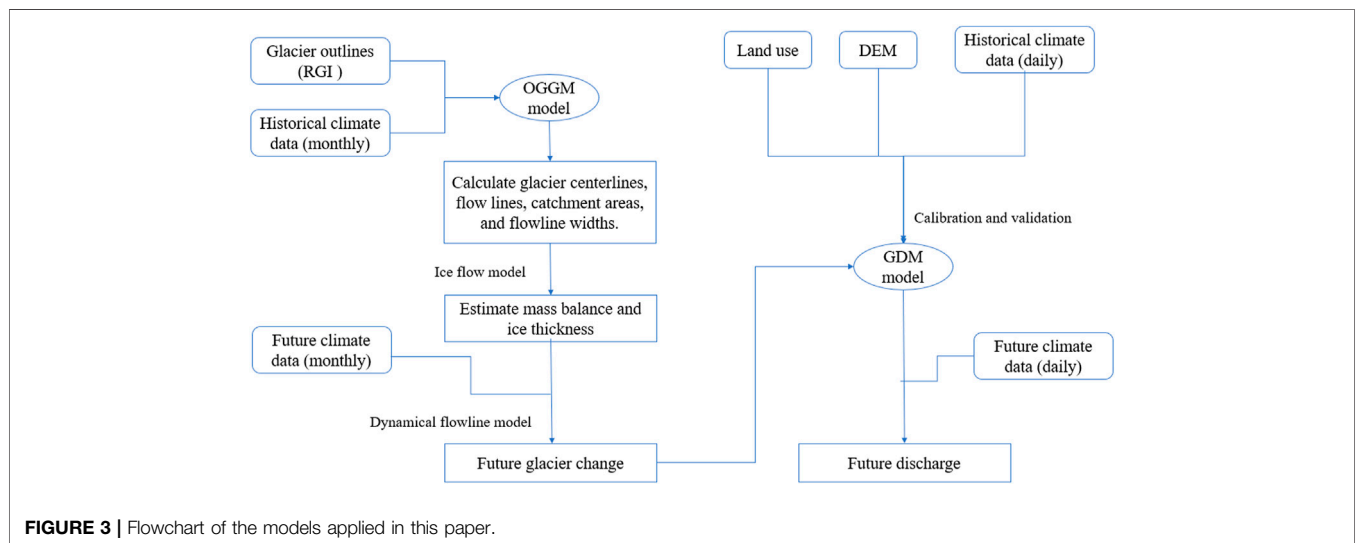 Glacier outlines
(RGI )
Historical climate
data (monthly)
OGGM
model
Calculate glacier centerlines,
flow lines, catchment areas,
and flowline widths.
Ice flow model
Estimate mass balance and
ice thickness
Future climate
data (monthly)
Dynamical flowline model
Future glacier change
Land use
DEM
Historical climate
data (daily)
Calibration and validation
GDM
model
Future climate
data (daily)
Future discharge
FIGURE 3 | Flowchart of the models applied in this paper.